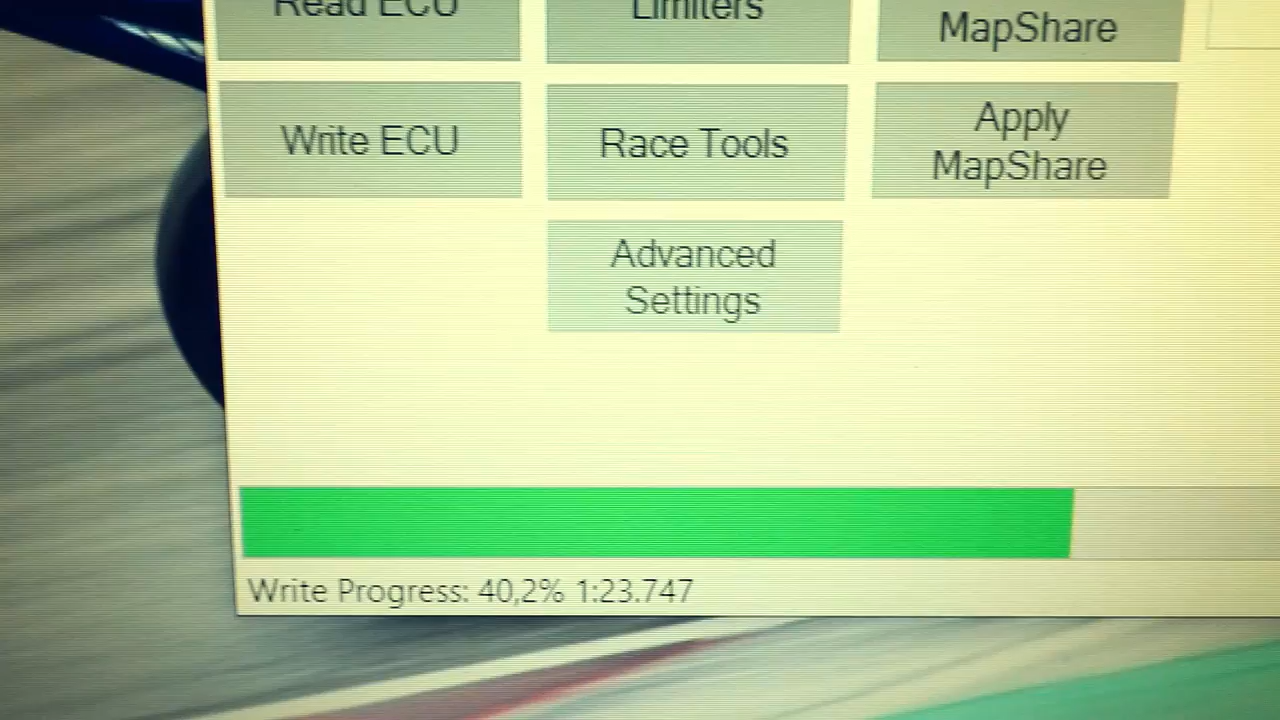 Read ECU
Limiters
MapShare
Write ECU
Race Tools
Apply
MapShare
Advanced
Settings
Write Progress: 40,2% 1:23.747